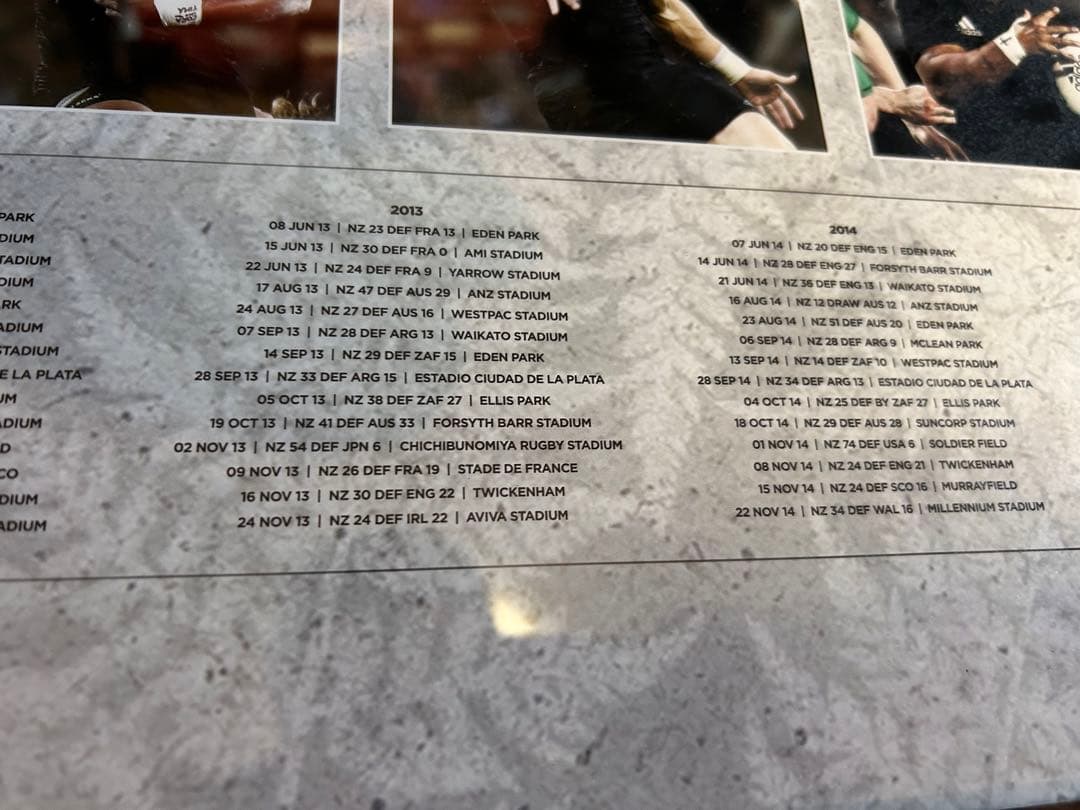 PARK
DIUM
TADIUM
DIUM
RK
ADIUM
STADIUM
E LA PLATA
UM
ADIUM
D
CO
DIUM
ADIUM
2013
08 JUN 13 | NZ 23 DEF FRA 13 | EDEN PARK
15 JUN 13 | NZ 30 DEF FRA 0 | AMI STADIUM
22 JUN 13 | NZ 24 DEF FRA 9 | YARROW STADIUM
17 AUG 13 | NZ 47 DEF AUS 29 | ANZ STADIUM
24 AUG 13 | NZ 27 DEF AUS 16 | WESTPAC STADIUM
07 SEP 13 | NZ 28 DEF ARG 13 | WAIKATO STADIUM
14 SEP 13 | NZ 29 DEF ZAF 15 | EDEN PARK
28 SEP 13 | NZ 33 DEF ARG 15 | ESTADIO CIUDAD DE LA PLATA
05 OCT 13 | NZ 38 DEF ZAF 27 | ELLIS PARK
19 OCT 13 | NZ 41 DEF AUS 33 | FORSYTH BARR STADIUM
02 NOV 13 | NZ 54 DEF JPN 6 | CHICHIBUNOMIYA RUGBY STADIUM
09 NOV 13 | NZ 26 DEF FRA 19 | STADE DE FRANCE
16 NOV 13 | NZ 30 DEF ENG 22 | TWICKENHAM
24 NOV 13 | NZ 24 DEF IRL 22 | AVIVA STADIUM
2014
07 JUN 14 | NZ 20 DEF ENG 15 | EDEN PARK
14 JUN 14 | NZ 28 DEF ENG 27 | FORSYTH BARR STADIUM
21 JUN 14 | NZ 36 DEF ENG 13 | WAIKATO STADIUM
16 AUG 14 | NZ 12 DRAW AUS 12 | ANZ STADIUM
23 AUG 14 | NZ 51 DEF AUS 20 | EDEN PARK
06 SEP 14 | NZ 28 DEF ARG 9 | MCLEAN PARK
13 SEP 14 | NZ 14 DEF ZAF 10 | WESTPAC STADIUM
28 SEP 14 | NZ 34 DEF ARG 13 | ESTADIO CIUDAD DE LA PLATA
04 OCT 14 | NZ 25 DEF BY ZAF 27 | ELLIS PARK
18 OCT 14 | NZ 29 DEF AUS 28 | SUNCORP STADIUM
01 NOV 14 | NZ 74 DEF USA 6 | SOLDIER FIELD
08 NOV 14 | NZ 24 DEF ENG 21 | TWICKENHAM
15 NOV 14 | NZ 24 DEF SCO 16 | MURRAYFIELD
22 NOV 14 | NZ 34 DEF WAL 16 | MILLENNIUM STADIUM